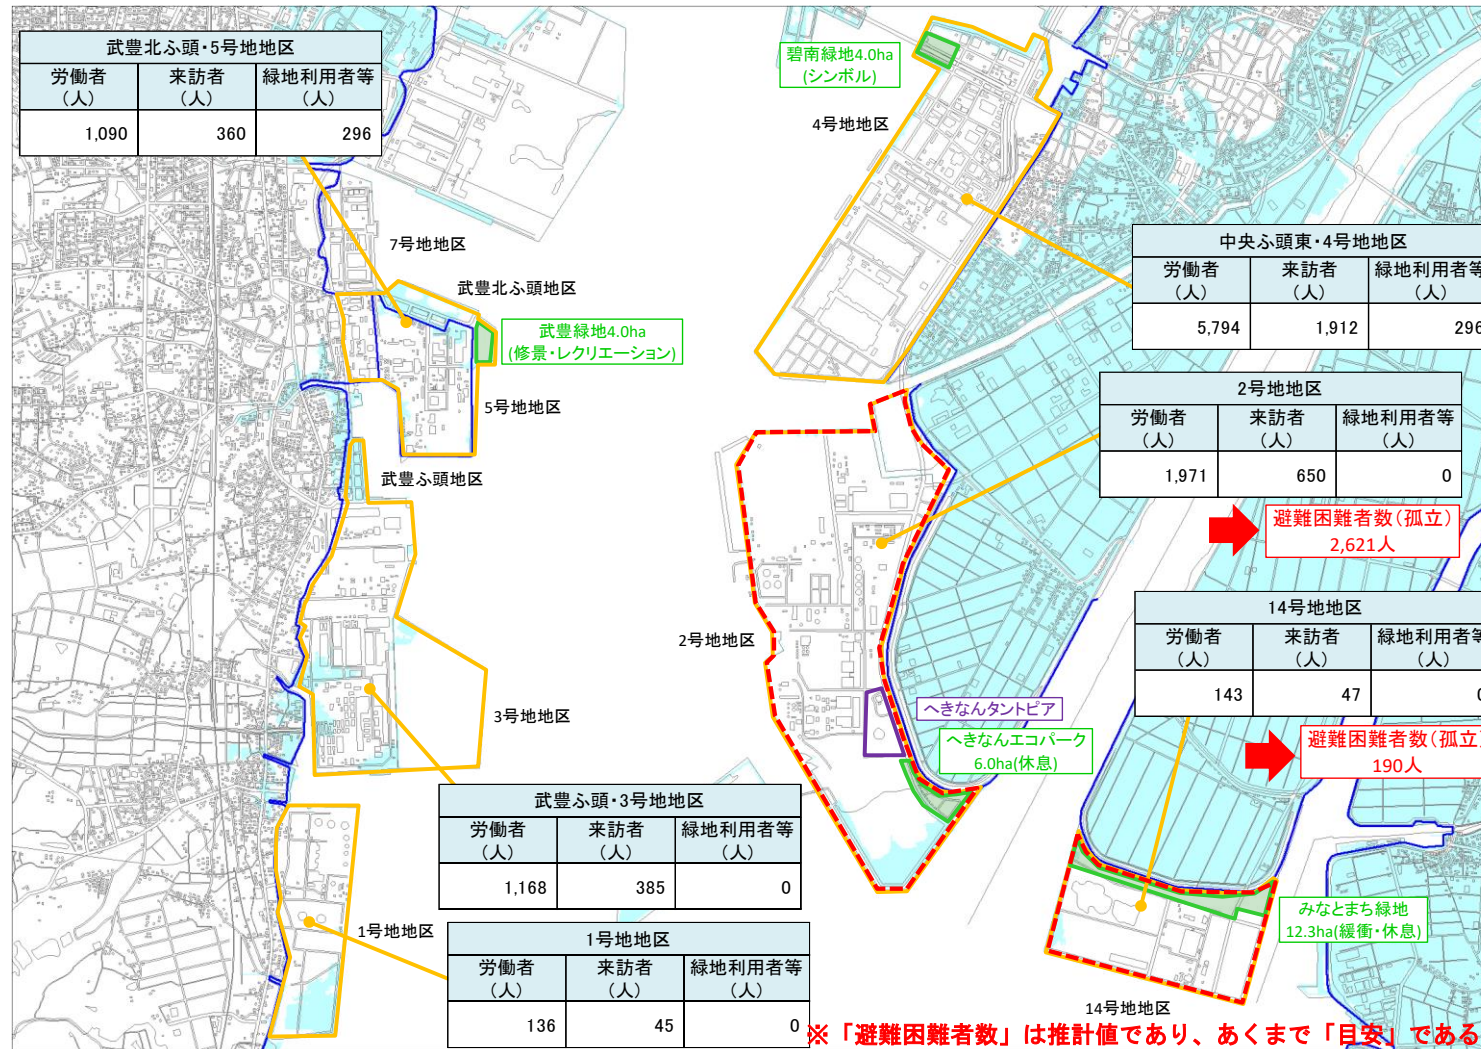 武豊北ふ頭・5号地地区
労働者
(人)
来訪者
(人)
緑地利用者等
(人)
1,090
360
296
碧南緑地4.0ha
(シンボル)
4号地地区
7号地地区
武豊北ふ頭地区
武豊緑地4.0ha
(修景・レクリエーション)
5号地地区
武豊ふ頭地区
中央ふ頭東・4号地地区
労働者
(人)
来訪者
(人)
緑地利用者等
(人)
5,794
1,912
296
2号地地区
労働者
(人)
来訪者
(人)
緑地利用者等
(人)
1,971
650
0
避難困難者数(孤立)
2,621人
2号地地区
3号地地区
14号地地区
労働者
(人)
来訪者
(人)
緑地利用者等
(人)
143
47
0
避難困難者数(孤立)
190人
へきなんタントピア
へきなんエコパーク
6.0ha(休息)
武豊ふ頭・3号地地区
労働者
(人)
来訪者
(人)
緑地利用者等
(人)
1,168
385
0
みなとまち緑地
12.3ha(緩衝・休息)
1号地地区
1号地地区
労働者
(人)
来訪者
(人)
緑地利用者等
(人)
136
45
0
14号地地区
※「避難困難者数」は推計値であり、あくまで「目安」である